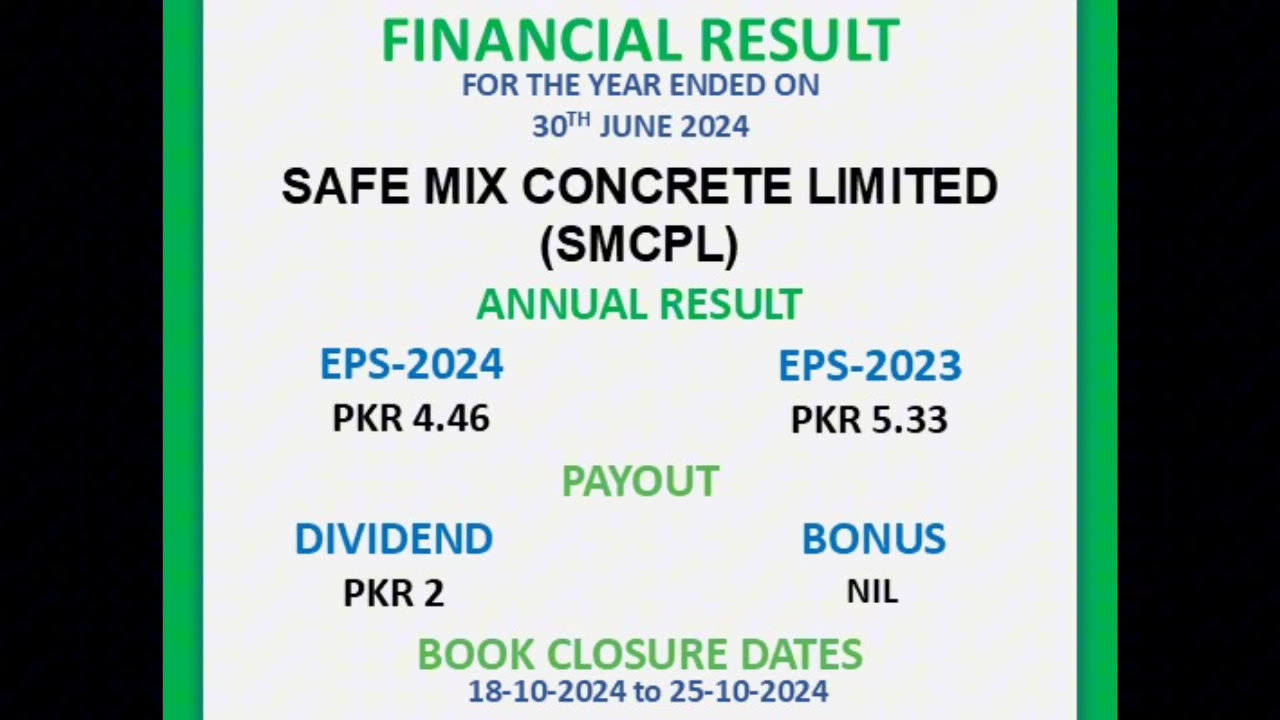 FINANCIAL RESULT
FOR THE YEAR ENDED ON
30TH JUNE 2024
SAFE MIX CONCRETE LIMITED
(SMCPL)
ANNUAL RESULT
EPS-2024 EPS-2023
PKR 4.46 PKR 5.33
PAYOUT
DIVIDEND BONUS
PKR 2 NIL
BOOK CLOSURE DATES
18-10-2024 to 25-10-2024